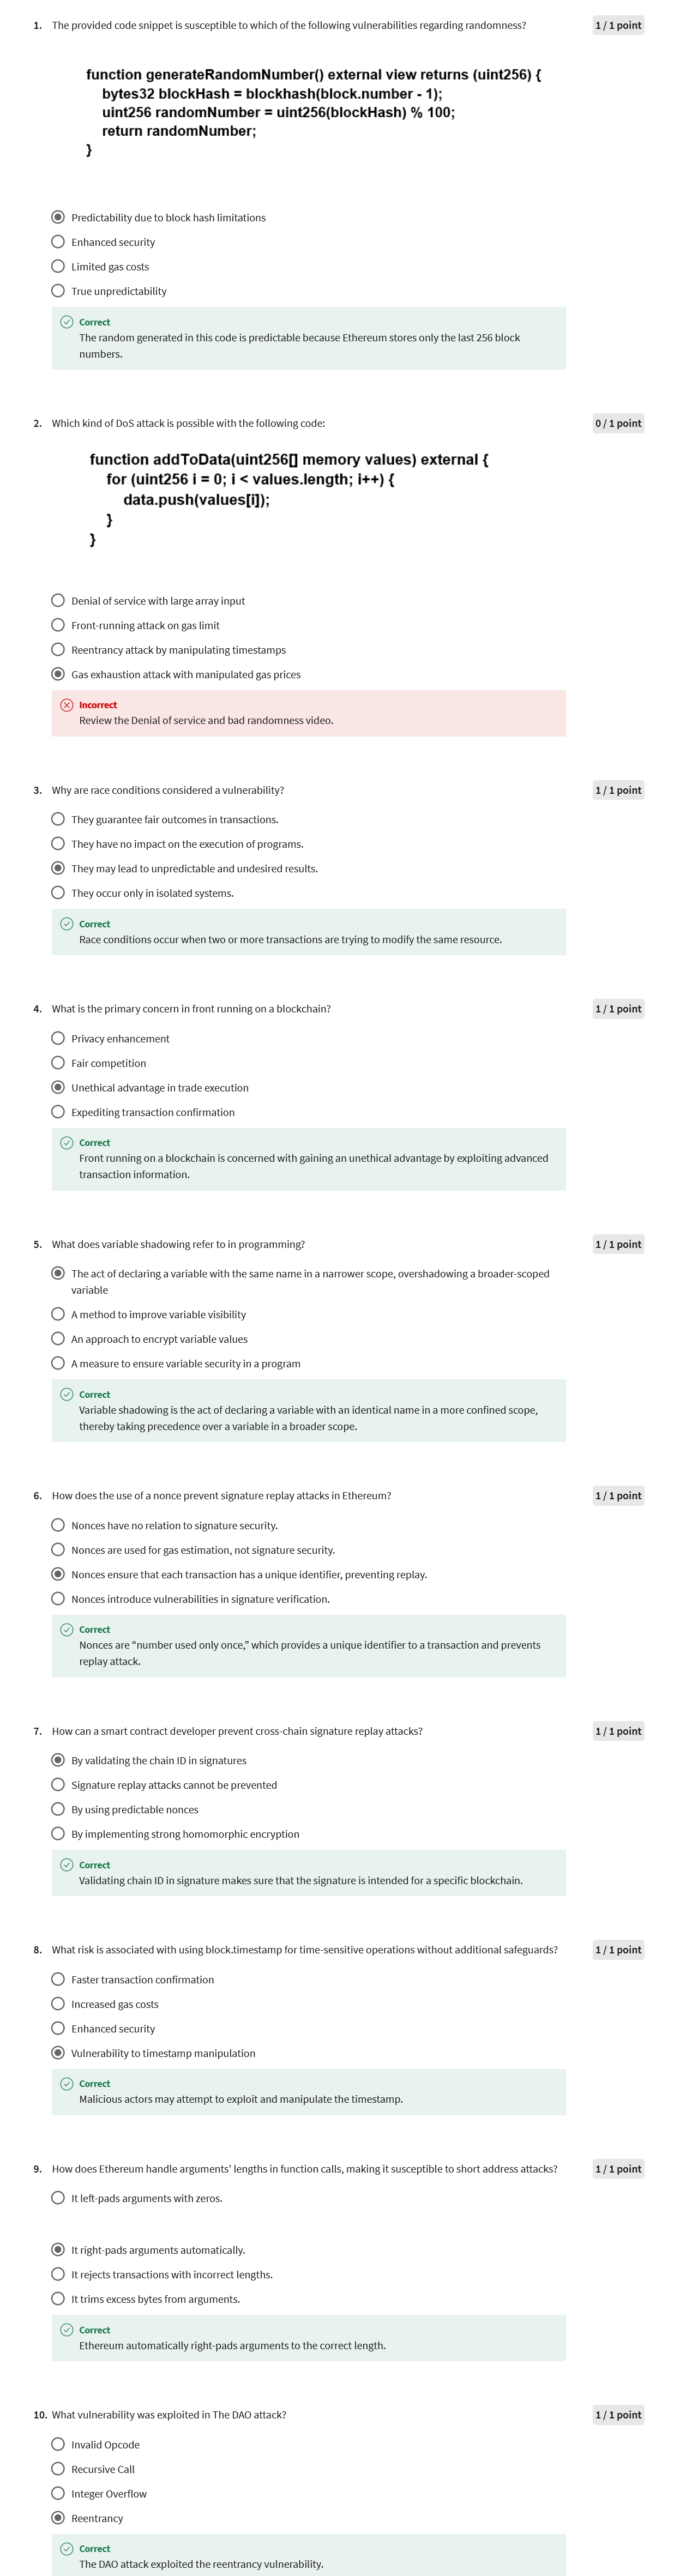 1. The provided code snippet is susceptible to which of the following vulnerabilities regarding randomness? 1 / 1 point
function generateRandomNumber() external view returns (uint256) {
bytes32 blockHash = blockhash(block.number - 1);
uint256 randomNumber = uint256(blockHash) % 100;
return randomNumber;
}
Predictability due to block hash limitations
Enhanced security
Limited gas costs
True unpredictability
Correct
The random generated in this code is predictable because Ethereum stores only the last 256 block
numbers.
2. Which kind of DoS attack is possible with the following code: 0 / 1 point
function addToData(uint256[] memory values) external {
for (uint256 i = 0; i < values.length; i++) {
data.push(values[i]);
}
}
Denial of service with large array input
Front-running attack on gas limit
Reentrancy attack by manipulating timestamps
Gas exhaustion attack with manipulated gas prices
Incorrect
Review the Denial of service and bad randomness video.
3. Why are race conditions considered a vulnerability? 1 / 1 point
They guarantee fair outcomes in transactions.
They have no impact on the execution of programs.
They may lead to unpredictable and undesired results.
They occur only in isolated systems.
Correct
Race conditions occur when two or more transactions are trying to modify the same resource.
4. What is the primary concern in front running on a blockchain? 1 / 1 point
Privacy enhancement
Fair competition
Unethical advantage in trade execution
Expediting transaction confirmation
Correct
Front running on a blockchain is concerned with gaining an unethical advantage by exploiting advanced
transaction information.
5. What does variable shadowing refer to in programming? 1 / 1 point
The act of declaring a variable with the same name in a narrower scope, overshadowing a broader-scoped
variable
A method to improve variable visibility
An approach to encrypt variable values
A measure to ensure variable security in a program
Correct
Variable shadowing is the act of declaring a variable with an identical name in a more confined scope,
thereby taking precedence over a variable in a broader scope.
6. How does the use of a nonce prevent signature replay attacks in Ethereum? 1 / 1 point
Nonces have no relation to signature security.
Nonces are used for gas estimation, not signature security.
Nonces ensure that each transaction has a unique identifier, preventing replay.
Nonces introduce vulnerabilities in signature verification.
Correct
Nonces are “number used only once,” which provides a unique identifier to a transaction and prevents
replay attack.
7. How can a smart contract developer prevent cross-chain signature replay attacks? 1 / 1 point
By validating the chain ID in signatures
Signature replay attacks cannot be prevented
By using predictable nonces
By implementing strong homomorphic encryption
Correct
Validating chain ID in signature makes sure that the signature is intended for a specific blockchain.
8. What risk is associated with using block.timestamp for time-sensitive operations without additional safeguards? 1 / 1 point
Faster transaction confirmation
Increased gas costs
Enhanced security
Vulnerability to timestamp manipulation
Correct
Malicious actors may attempt to exploit and manipulate the timestamp.
9. How does Ethereum handle arguments’ lengths in function calls, making it susceptible to short address attacks? 1 / 1 point
It left-pads arguments with zeros.
It right-pads arguments automatically.
It rejects transactions with incorrect lengths.
It trims excess bytes from arguments.
Correct
Ethereum automatically right-pads arguments to the correct length.
10. What vulnerability was exploited in The DAO attack? 1 / 1 point
Invalid Opcode
Recursive Call
Integer Overflow
Reentrancy
Correct
The DAO attack exploited the reentrancy vulnerability.